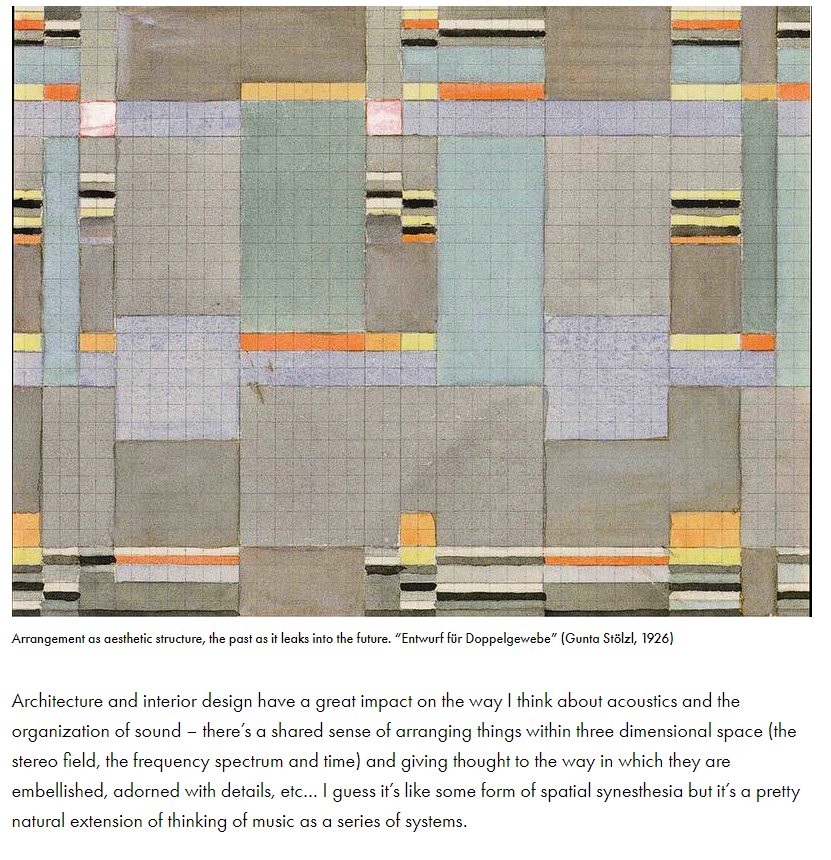 Arrangement as aesthetic structure, the past as it leaks into the future. “Entwurf für Doppelgewebe” (Gunta Stölzl, 1926)
Architecture and interior design have a great impact on the way I think about acoustics and the
organization of sound – there’s a shared sense of arranging things within three dimensional space (the
stereo field, the frequency spectrum and time) and giving thought to the way in which they are
embellished, adorned with details, etc... I guess it’s like some form of spatial synesthesia but it’s a pretty
natural extension of thinking of music as a series of systems.